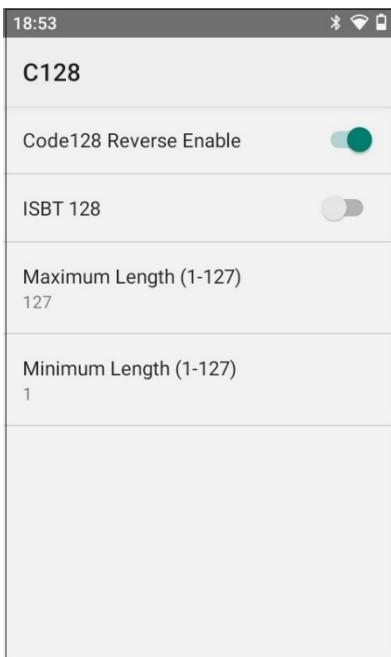 18:53
C128
Code128 Reverse Enable
ISBT 128
Maximum Length (1-127)
127
Minimum Length (1-127)
1